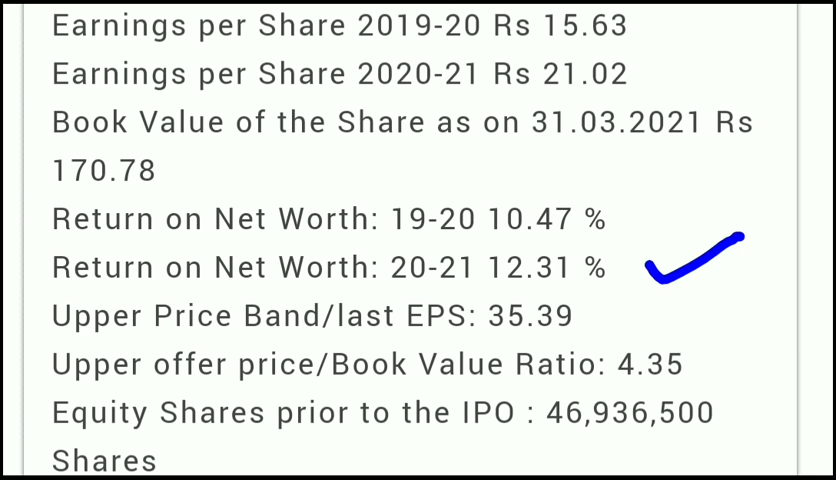 Earnings per Share 2019-20 Rs 15.63
Earnings per Share 2020-21 Rs 21.02
Book Value of the Share as on 31.03.2021 Rs
170.78
Return on Net Worth: 19-20 10.47 %
Return on Net Worth: 20-21 12.31 %
Upper Price Band/last EPS: 35.39
Upper offer price/Book Value Ratio: 4.35
Equity Shares prior to the IPO : 46,936,500
Shares